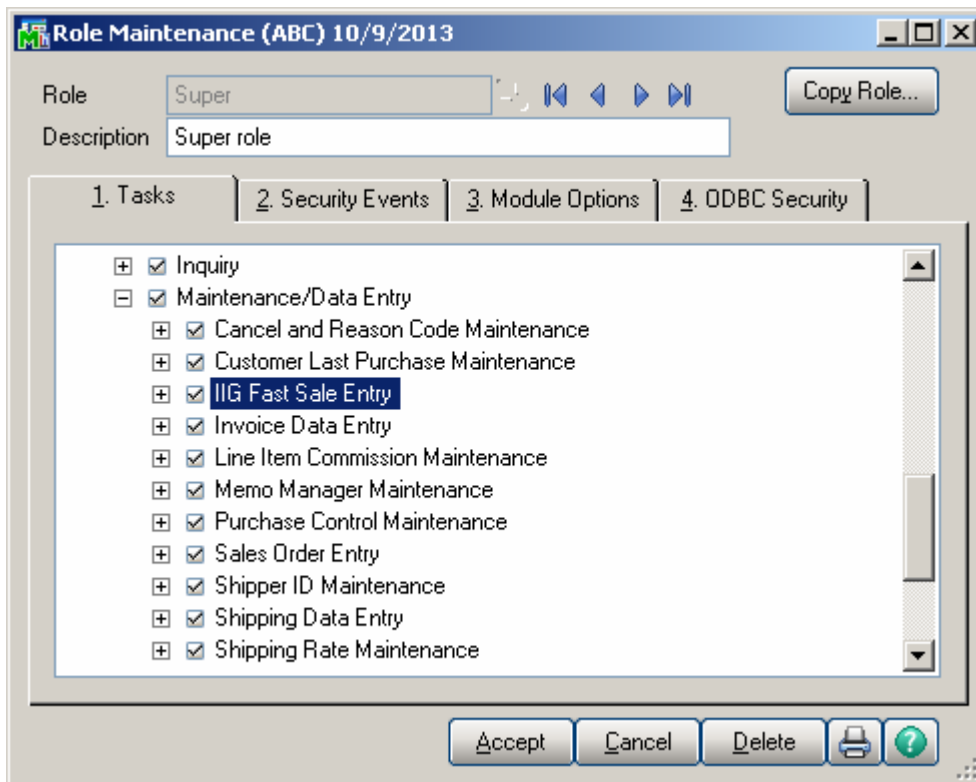 Role Maintenance (ABC) 10/9/2013
Role Super Copy Role...
Description Super role
1. Tasks 2. Security Events 3. Module Options 4. ODBC Security
Inquiry
Maintenance/Data Entry
Cancel and Reason Code Maintenance
Customer Last Purchase Maintenance
IIG Fast Sale Entry
Invoice Data Entry
Line Item Commission Maintenance
Memo Manager Maintenance
Purchase Control Maintenance
Sales Order Entry
Shipper ID Maintenance
Shipping Data Entry
Shipping Rate Maintenance
Accept Cancel Delete